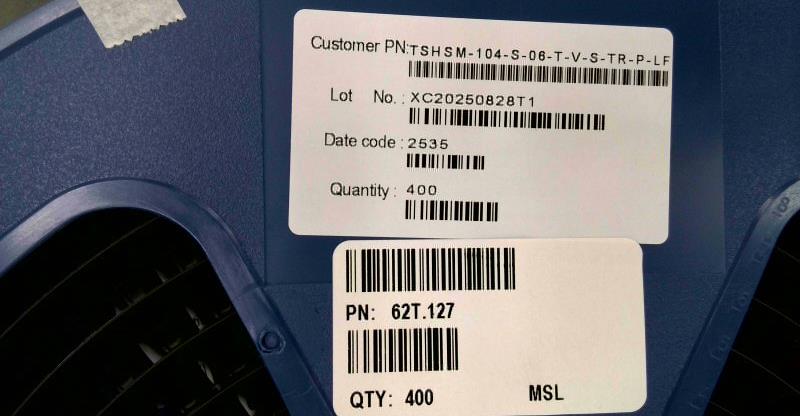 Customer PN:TSHSM-104-S-06-T-V-S-TR-P-LF
Lot No.: XC20250828T1
Date code: 2535
Quantity: 400
PN: 62T.127
QTY: 400 MSL